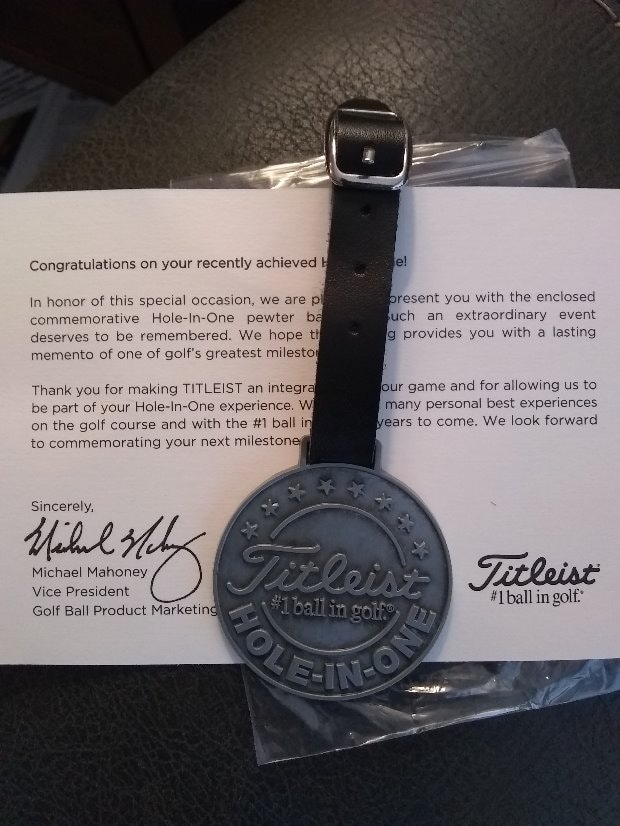 Congratulations on your recently achieved H e!
In honor of this special occasion, we are pl present you with the enclosed
commemorative Hole-In-One pewter ba Such an extraordinary event
deserves to be remembered. We hope th g provides you with a lasting
memento of one of golf's greatest mileston
Thank you for making TITLEIST an integra our game and for allowing us to
be part of your Hole-In-One experience. W many personal best experiences
on the golf course and with the #1 ball in years to come. We look forward
to commemorating your next milestone
Sincerely,
Michael Mahoney
Vice President
Golf Ball Product Marketing
Titleist
#1 ball in golf.®
HOLE-IN-ONE
Titleist®
#1 ball in golf.®